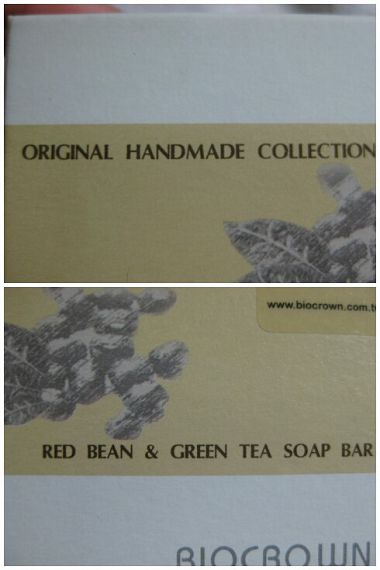 ORIGINAL HANDMADE COLLECTION
www.biocrown.com.tw
RED BEAN & GREEN TEA SOAP BAR
BIOCROWN